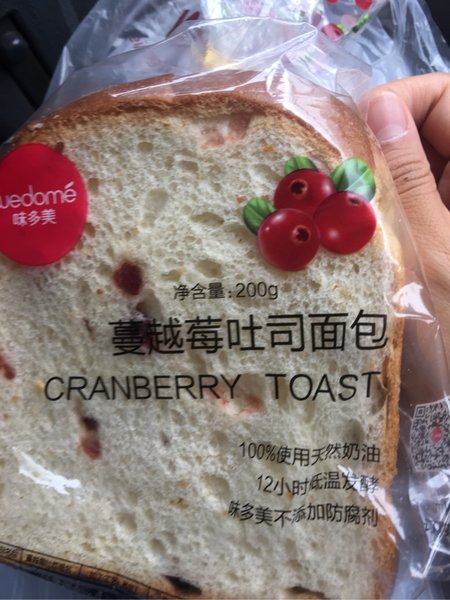 uedomé
味多美
净含量:200g
蔓越莓吐司面包
CRANBERRY TOAST
100%使用天然奶油
12小时低温发酵
味多美不添加防腐剂